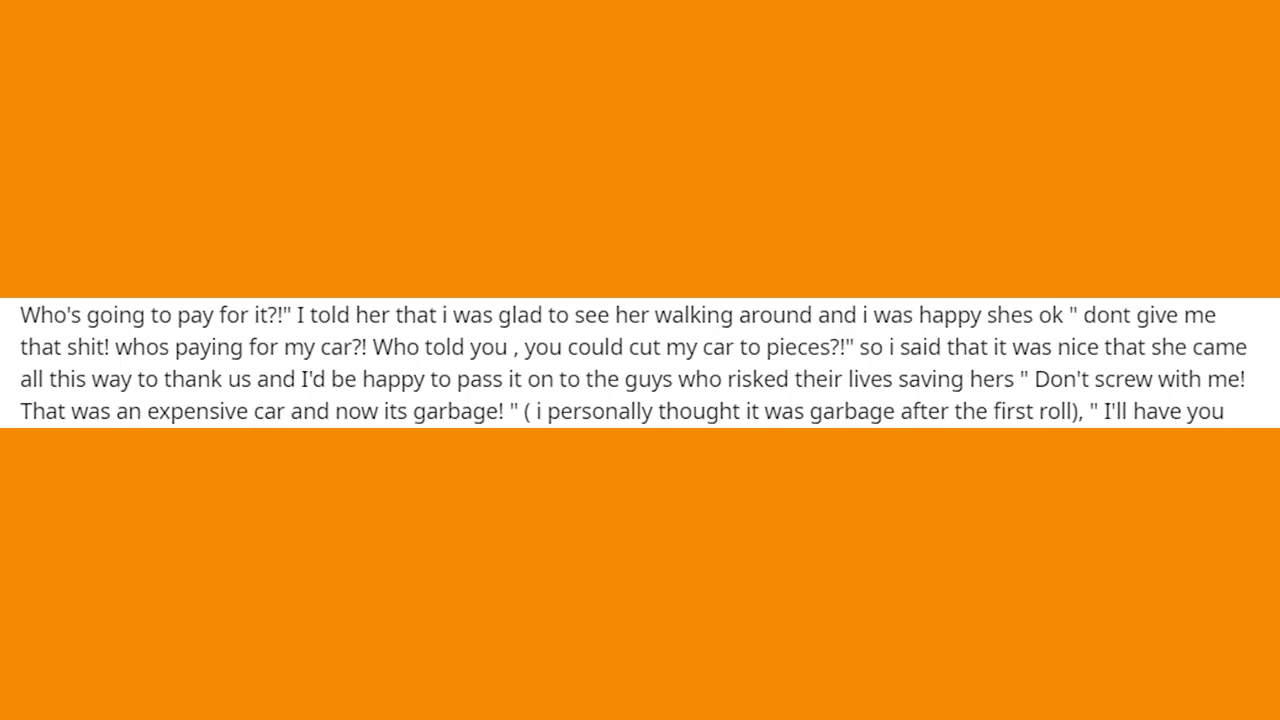 Who's going to pay for it?!" I told her that i was glad to see her walking around and i was happy shes ok " dont give me
that shit! whos paying for my car?! Who told you , you could cut my car to pieces?!" so i said that it was nice that she came
all this way to thank us and I'd be happy to pass it on to the guys who risked their lives saving hers " Don't screw with me!
That was an expensive car and now its garbage! " ( i personally thought it was garbage after the first roll), " I'll have you